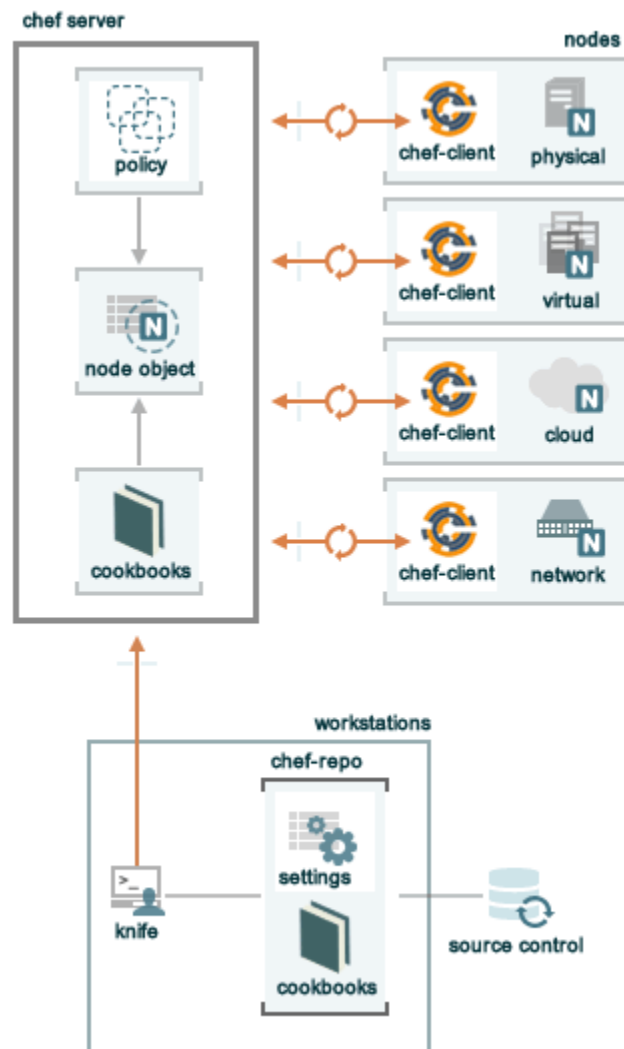 chef server
nodes
policy
chef-client
physical
N
node object
N
chef-client
virtual
N
chef-client
cloud
N
cookbooks
chef-client
network
N
workstations
chef-repo
settings
>_
knife
cookbooks
source control